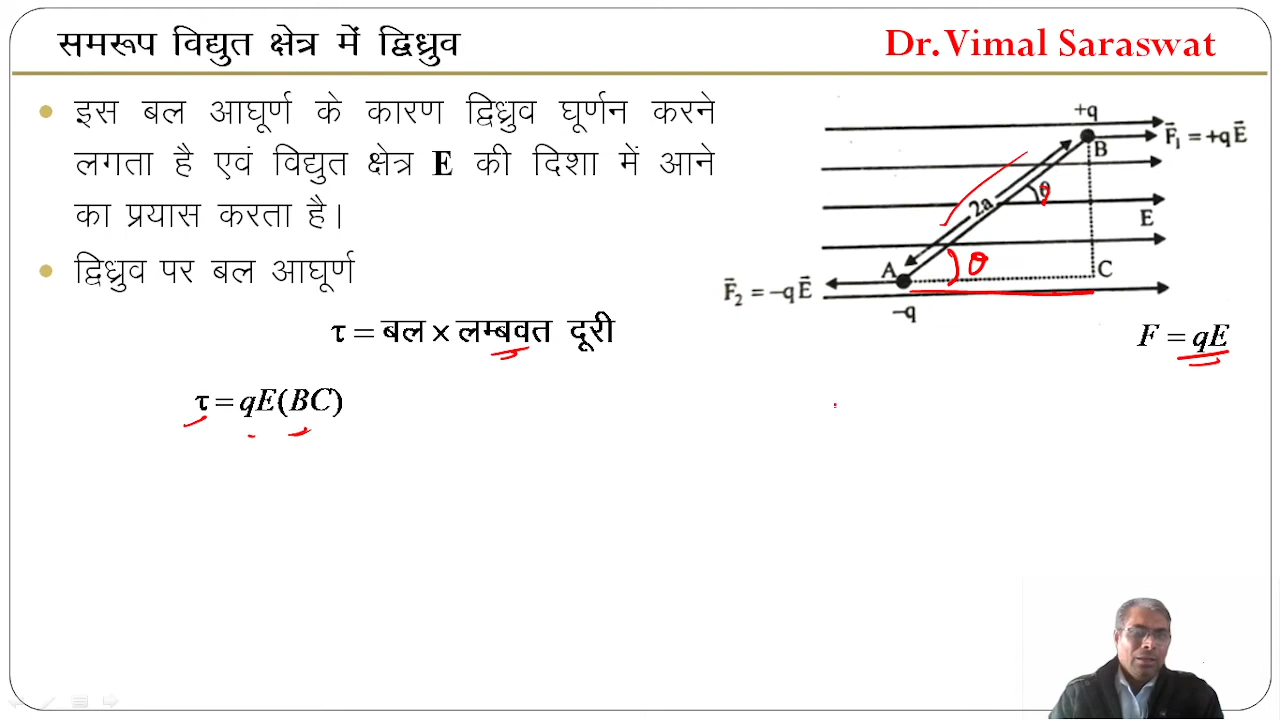 समरूप विद्युत क्षेत्र में द्विध्रुव
Dr. Vimal Saraswat
इस बल आघूर्ण के कारण द्विध्रुव घूर्णन करने
लगता है एवं विद्युत क्षेत्र E की दिशा में आने
का प्रयास करता है।
द्विध्रुव पर बल आघूर्ण
τ = बल × लम्बवत दूरी
τ = qE(BC)
+q
B
F⃗₁ = +qE⃗
θ
2a
E
A
θ
C
F⃗₂ = −qE⃗
−q
F = qE